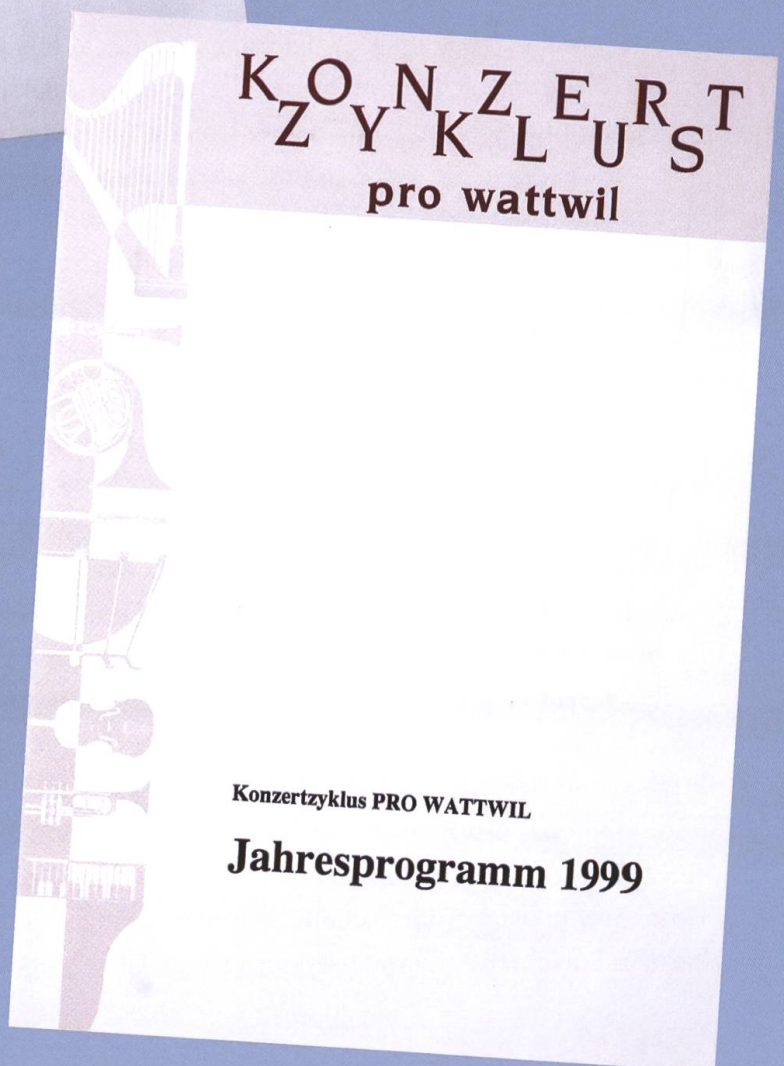 KONZERT
ZYKLUS
pro wattwil
Konzertzyklus PRO WATTWIL
Jahresprogramm 1999